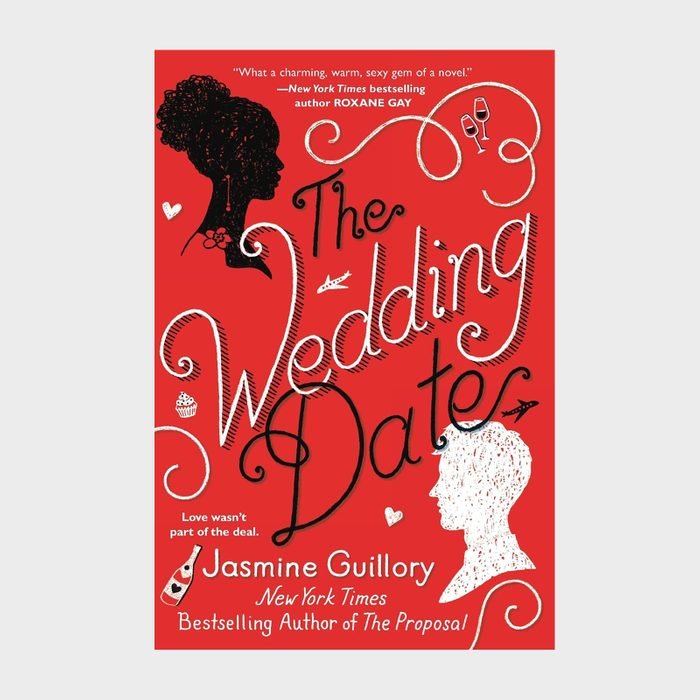 “What a charming, warm, sexy gem of a novel.”
—New York Times bestselling
author ROXANE GAY
The
Wedding
Date
Love wasn’t
part of the deal.
Jasmine Guillory
New York Times
Bestselling Author of The Proposal